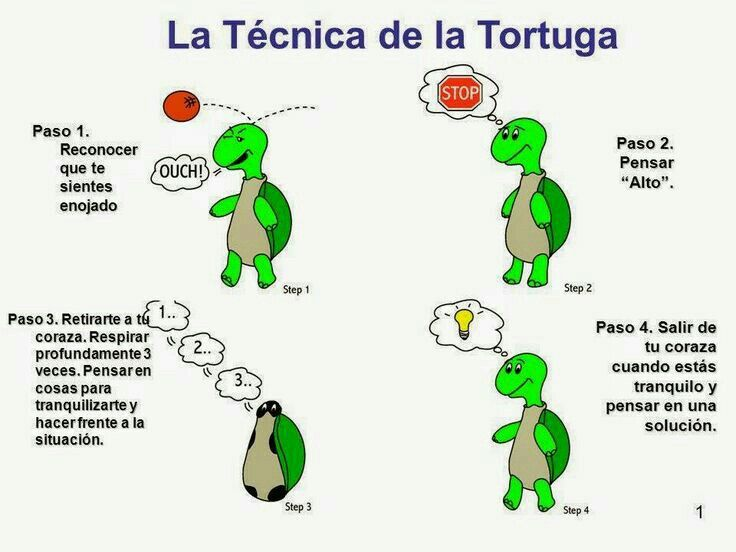 La Técnica de la Tortuga
Paso 1.
Reconocer
que te
sientes
enojado
OUCH!
Step 1
STOP
Paso 2.
Pensar
“Alto”.
Step 2
Paso 3. Retirarte a tu
coraza. Respirar
profundamente 3
veces. Pensar en
cosas para
tranquilizarte y
hacer frente a la
situación.
1..
2..
3..
Step 3
Paso 4. Salir de
tu coraza
cuando estás
tranquilo y
pensar en una
solución.
Step 4
1